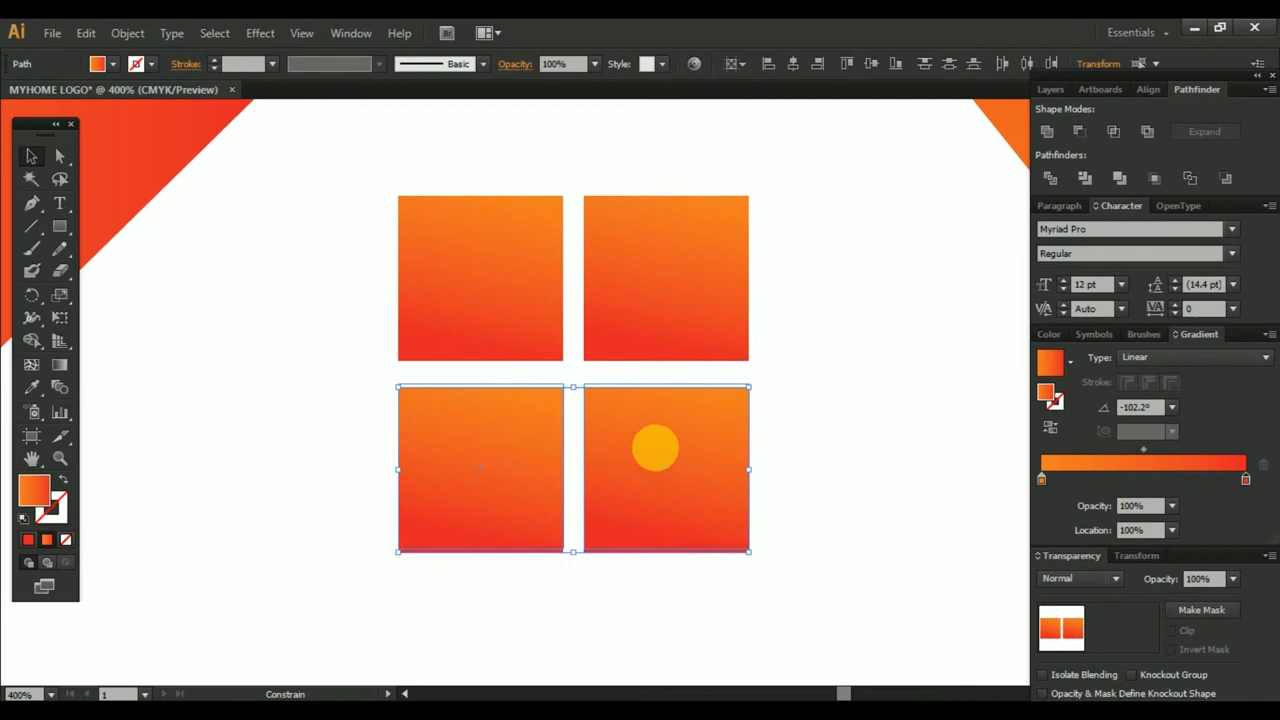 Ai File Edit Object Type Select Effect View Window Help Br Essentials
Path Stroke: Basic Opacity: 100% Style: Transform
MYHOME LOGO* @ 400% (CMYK/Preview)
Layers Artboards Align Pathfinder
Shape Modes:
Expand
Pathfinders:
Paragraph Character OpenType
Myriad Pro
Regular
12 pt (14.4 pt)
Auto 0
Color Symbols Brushes Gradient
Type: Linear
Stroke:
-102.2°
Opacity: 100%
Location: 100%
Transparency Transform
Normal Opacity: 100%
Make Mask
Clip
Invert Mask
Isolate Blending Knockout Group
Opacity & Mask Define Knockout Shape
400% 1 Constrain